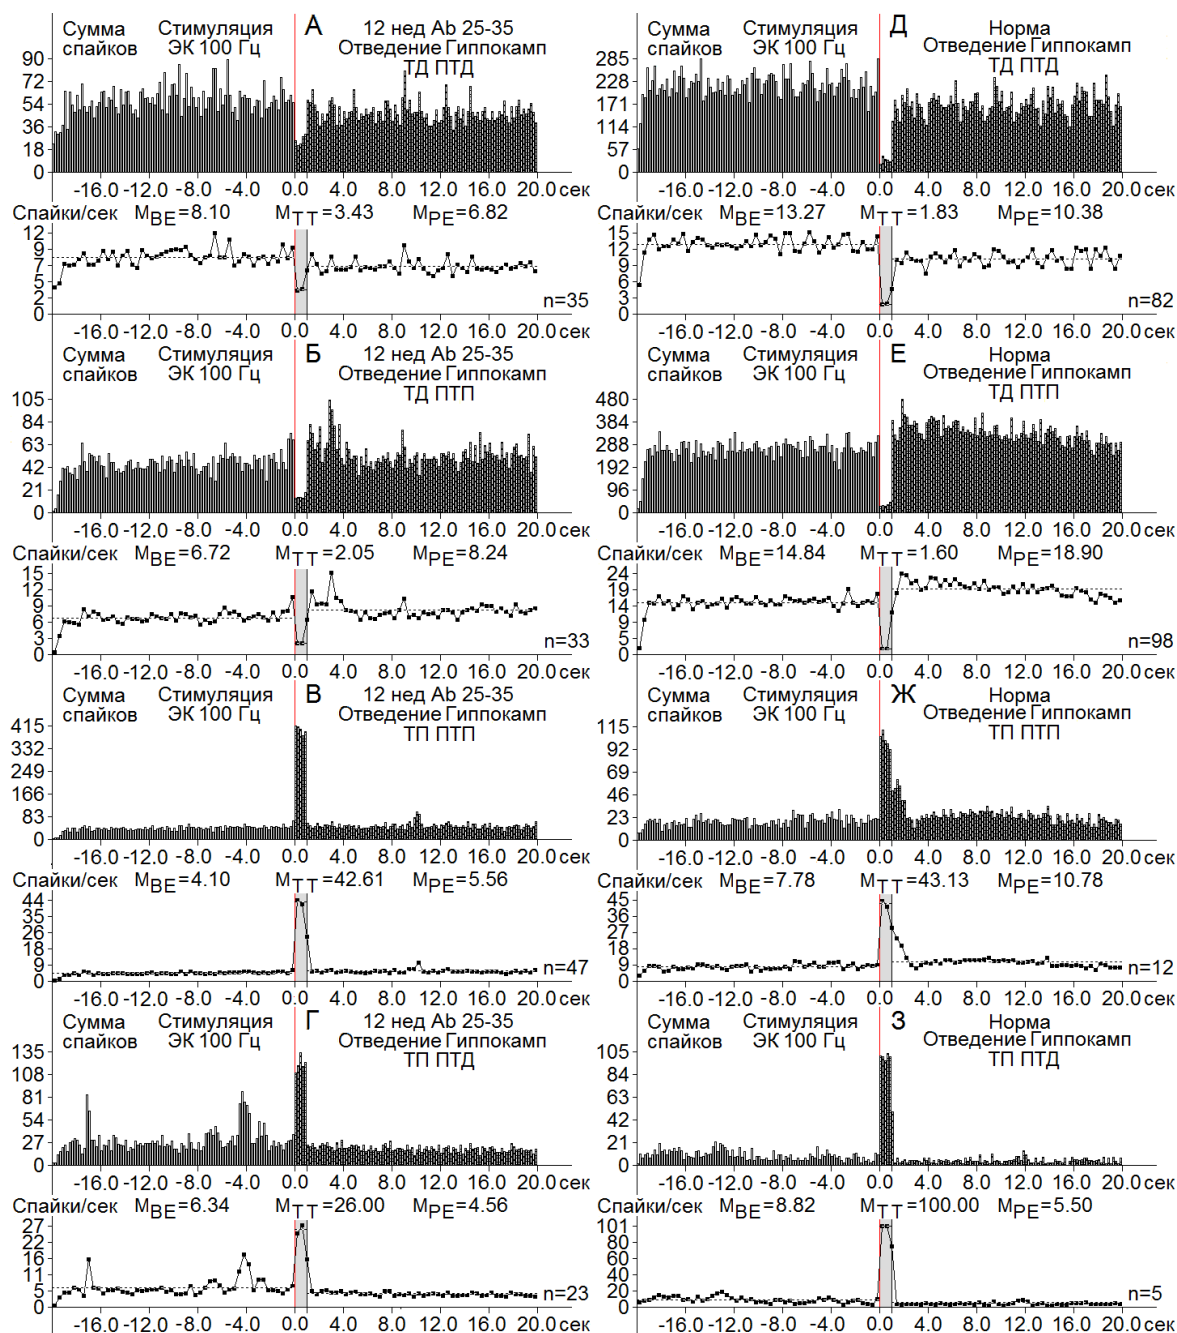 Сумма Стимуляция А 12 нед Ab 25-35
спайков ЭК 100 Гц Отведение Гиппокамп
ТД ПТД
90
72
54
36
18
0
-16.0 -12.0 -8.0 -4.0 0.0 4.0 8.0 12.0 16.0 20.0 сек
Спайки/сек MBE=8.10 MTT=3.43 MPE=6.82
12
9
7
5
2
0
n=35
-16.0 -12.0 -8.0 -4.0 0.0 4.0 8.0 12.0 16.0 20.0 сек
Сумма Стимуляция Б 12 нед Ab 25-35
спайков ЭК 100 Гц Отведение Гиппокамп
ТД ПТП
105
84
63
42
21
0
-16.0 -12.0 -8.0 -4.0 0.0 4.0 8.0 12.0 16.0 20.0 сек
Спайки/сек MBE=6.72 MTT=2.05 MPE=8.24
15
12
9
6
3
0
n=33
-16.0 -12.0 -8.0 -4.0 0.0 4.0 8.0 12.0 16.0 20.0 сек
Сумма Стимуляция В 12 нед Ab 25-35
спайков ЭК 100 Гц Отведение Гиппокамп
ТП ПТП
415
332
249
166
83
0
-16.0 -12.0 -8.0 -4.0 0.0 4.0 8.0 12.0 16.0 20.0 сек
Спайки/сек MBE=4.10 MTT=42.61 MPE=5.56
44
35
26
18
9
0
n=47
-16.0 -12.0 -8.0 -4.0 0.0 4.0 8.0 12.0 16.0 20.0 сек
Сумма Стимуляция Г 12 нед Ab 25-35
спайков ЭК 100 Гц Отведение Гиппокамп
ТП ПТД
135
108
81
54
27
0
-16.0 -12.0 -8.0 -4.0 0.0 4.0 8.0 12.0 16.0 20.0 сек
Спайки/сек MBE=6.34 MTT=26.00 MPE=4.56
27
22
16
11
5
0
n=23
-16.0 -12.0 -8.0 -4.0 0.0 4.0 8.0 12.0 16.0 20.0 сек
Сумма Стимуляция Д Норма
спайков ЭК 100 Гц Отведение Гиппокамп
ТД ПТД
285
228
171
114
57
0
-16.0 -12.0 -8.0 -4.0 0.0 4.0 8.0 12.0 16.0 20.0 сек
Спайки/сек MBE=13.27 MTT=1.83 MPE=10.38
15
12
9
6
3
0
n=82
-16.0 -12.0 -8.0 -4.0 0.0 4.0 8.0 12.0 16.0 20.0 сек
Сумма Стимуляция Е Норма
спайков ЭК 100 Гц Отведение Гиппокамп
ТД ПТП
480
384
288
192
96
0
-16.0 -12.0 -8.0 -4.0 0.0 4.0 8.0 12.0 16.0 20.0 сек
Спайки/сек MBE=14.84 MTT=1.60 MPE=18.90
24
19
14
9
5
0
n=98
-16.0 -12.0 -8.0 -4.0 0.0 4.0 8.0 12.0 16.0 20.0 сек
Сумма Стимуляция Ж Норма
спайков ЭК 100 Гц Отведение Гиппокамп
ТП ПТП
115
92
69
46
23
0
-16.0 -12.0 -8.0 -4.0 0.0 4.0 8.0 12.0 16.0 20.0 сек
Спайки/сек MBE=7.78 MTT=43.13 MPE=10.78
45
36
27
18
9
0
n=12
-16.0 -12.0 -8.0 -4.0 0.0 4.0 8.0 12.0 16.0 20.0 сек
Сумма Стимуляция З Норма
спайков ЭК 100 Гц Отведение Гиппокамп
ТП ПТД
105
84
63
42
21
0
-16.0 -12.0 -8.0 -4.0 0.0 4.0 8.0 12.0 16.0 20.0 сек
Спайки/сек MBE=8.82 MTT=100.00 MPE=5.50
101
80
60
40
20
0
n=5
-16.0 -12.0 -8.0 -4.0 0.0 4.0 8.0 12.0 16.0 20.0 сек